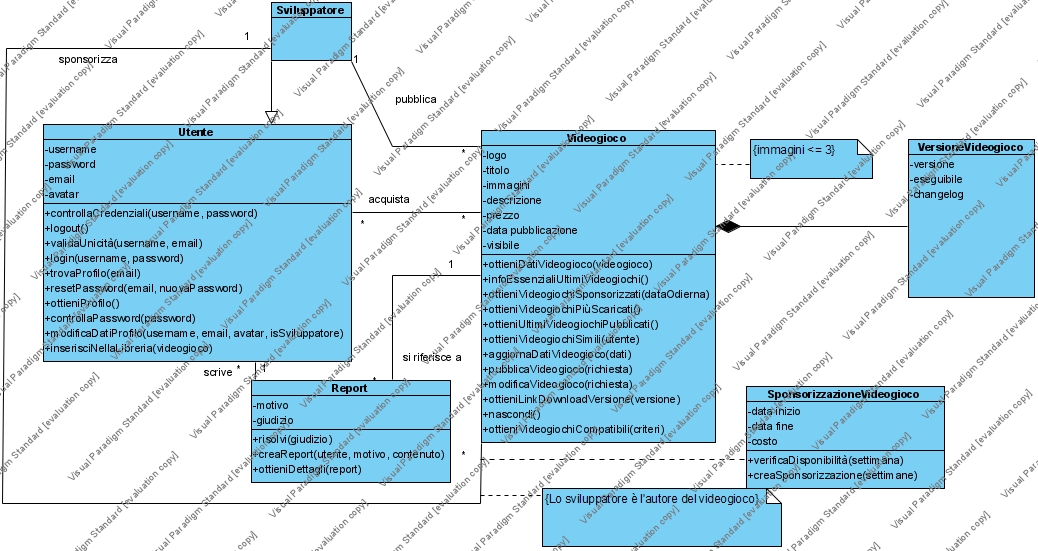 Sviluppatore
1
sponsorizza
1
pubblica
*
Utente
-username
-password
-email
-avatar
+controllaCredenziali(username, password)
+logout()
+validaUnicità(username, email)
+login(username, password)
+trovaProfilo(email)
+resetPassword(email, nuovaPassword)
+ottieniProfilo()
+controllaPassword(password)
+modificaDatiProfilo(username, email, avatar, isSviluppatore)
+inserisciNellaLibreria(videogioco)
acquista
*
*
Videogioco
-logo
-titolo
-immagini
-descrizione
-prezzo
-data pubblicazione
-visibile
+ottieniDatiVideogioco(videogioco)
+infoEssenzialiUltimiVideogiochi()
+ottieniVideogiochiSponsorizzati(dataOdierna)
+ottieniVideogiochiPiùScaricati()
+ottieniUltimiVideogiochiPubblicati()
+ottieniVideogiochiSimili(utente)
+aggiornaDatiVideogioco(dati)
+pubblicaVideogioco(richiesta)
+modificaVideogioco(richiesta)
+ottieniLinkDownloadVersione(versione)
+nascondi()
+ottieniVideogiochiCompatibili(criteri)
{immagini <= 3}
VersioneVideogioco
-versione
-eseguibile
-changelog
1
si riferisce a
*
scrive
*
Report
-motivo
-giudizio
+risolvi(giudizio)
+creaReport(utente, motivo, contenuto)
+ottieniDettagli(report)
*
SponsorizzazioneVideogioco
-data inizio
-data fine
-costo
+verificaDisponibilità(settimana)
+creaSponsorizzazione(settimane)
{Lo sviluppatore è l'autore del videogioco}
Visual Paradigm Standard [evaluation copy]